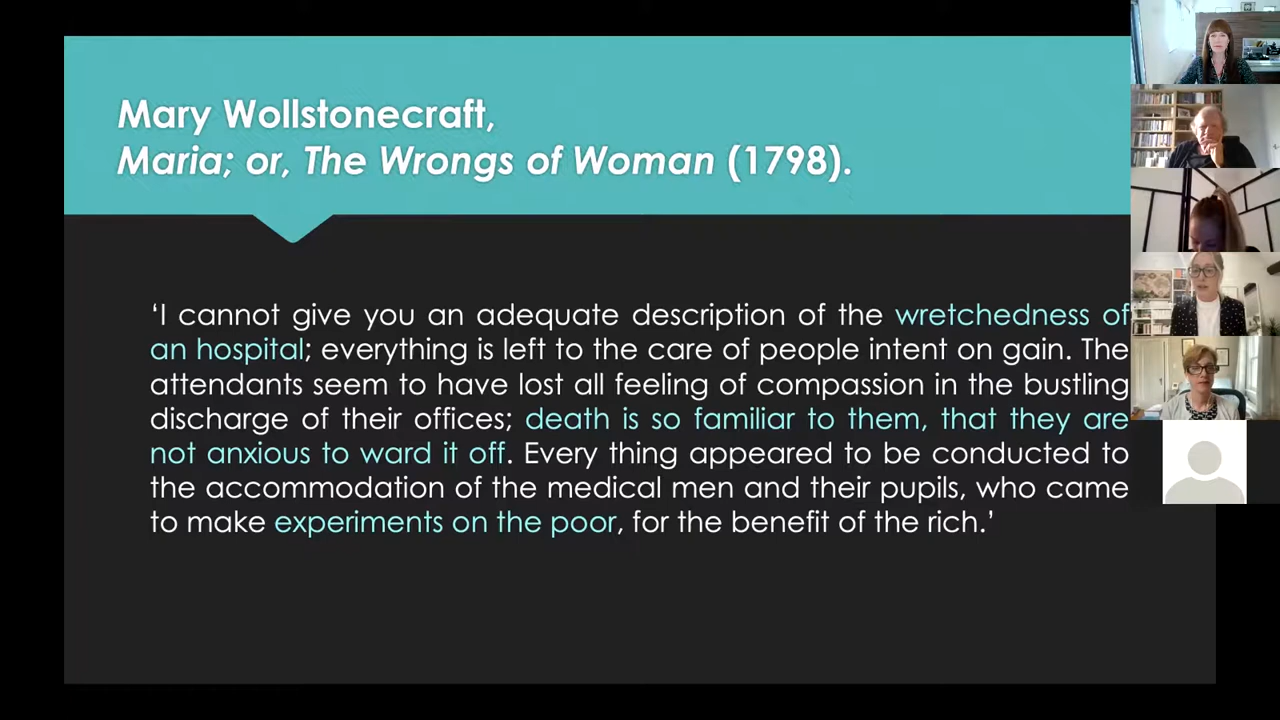 Mary Wollstonecraft,
Maria; or, The Wrongs of Woman (1798).
‘I cannot give you an adequate description of the wretchedness of
an hospital; everything is left to the care of people intent on gain. The
attendants seem to have lost all feeling of compassion in the bustling
discharge of their offices; death is so familiar to them, that they are
not anxious to ward it off. Every thing appeared to be conducted to
the accommodation of the medical men and their pupils, who came
to make experiments on the poor, for the benefit of the rich.’